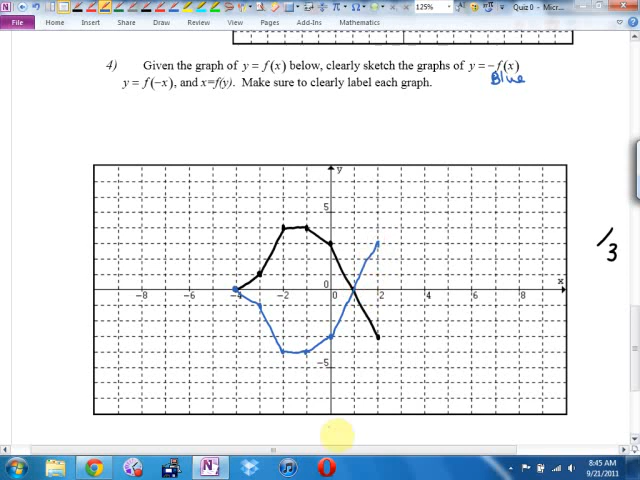 125%
Quiz 0 - Micr...
File Home Insert Share Draw Review View Add-Ins Mathematics
4) Given the graph of y = f(x) below, clearly sketch the graphs of y = −f(x)
Blue
y = f(−x), and x=f(y). Make sure to clearly label each graph.
y
5
0
x
−8 −6 −4 −2 0 2 4 6 8
−5
/3
8:45 AM
9/21/2011